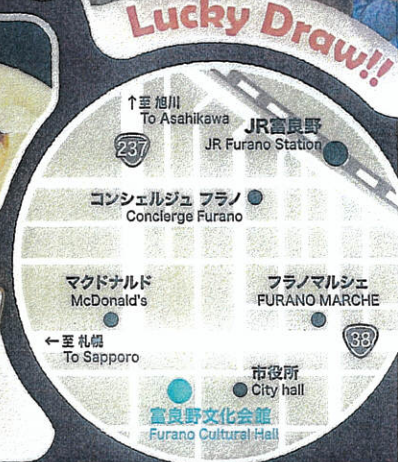 Lucky Draw!!
↑至 旭川
To Asahikawa
237
JR富良野
JR Furano Station
コンシェルジュ フラノ
Concierge Furano
マクドナルド
McDonald's
フラノマルシェ
FURANO MARCHE
←至 札幌
To Sapporo
38
市役所
City hall
富良野文化会館
Furano Cultural Hall